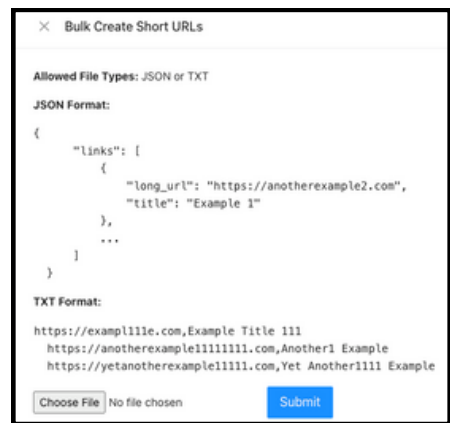 × Bulk Create Short URLs
Allowed File Types: JSON or TXT
JSON Format:
{
"links": [
{
"long_url": "https://anotherexample2.com",
"title": "Example 1"
},
...
]
}
TXT Format:
https://exampl111e.com,Example Title 111
https://anotherexample11111111.com,Another1 Example
https://yetanotherexample11111.com,Yet Another1111 Example
Choose File No file chosen Submit